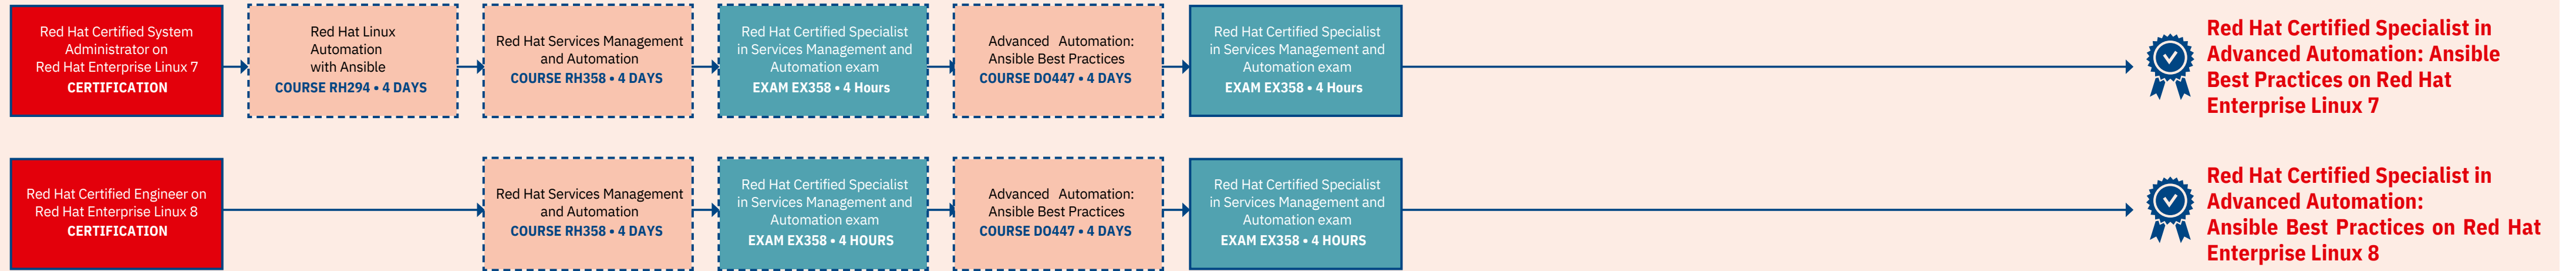 Red Hat Certified System
Administrator on
Red Hat Enterprise Linux 7
CERTIFICATION
Red Hat Linux
Automation
with Ansible
COURSE RH294 • 4 DAYS
Red Hat Services Management
and Automation
COURSE RH358 • 4 DAYS
Red Hat Certified Specialist
in Services Management and
Automation exam
EXAM EX358 • 4 Hours
Advanced Automation:
Ansible Best Practices
COURSE DO447 • 4 DAYS
Red Hat Certified Specialist
in Services Management and
Automation exam
EXAM EX358 • 4 Hours
Red Hat Certified Specialist in
Advanced Automation: Ansible
Best Practices on Red Hat
Enterprise Linux 7
Red Hat Certified Engineer on
Red Hat Enterprise Linux 8
CERTIFICATION
Red Hat Services Management
and Automation
COURSE RH358 • 4 DAYS
Red Hat Certified Specialist
in Services Management and
Automation exam
EXAM EX358 • 4 HOURS
Advanced Automation:
Ansible Best Practices
COURSE DO447 • 4 DAYS
Red Hat Certified Specialist
in Services Management and
Automation exam
EXAM EX358 • 4 HOURS
Red Hat Certified Specialist in
Advanced Automation:
Ansible Best Practices on Red Hat
Enterprise Linux 8